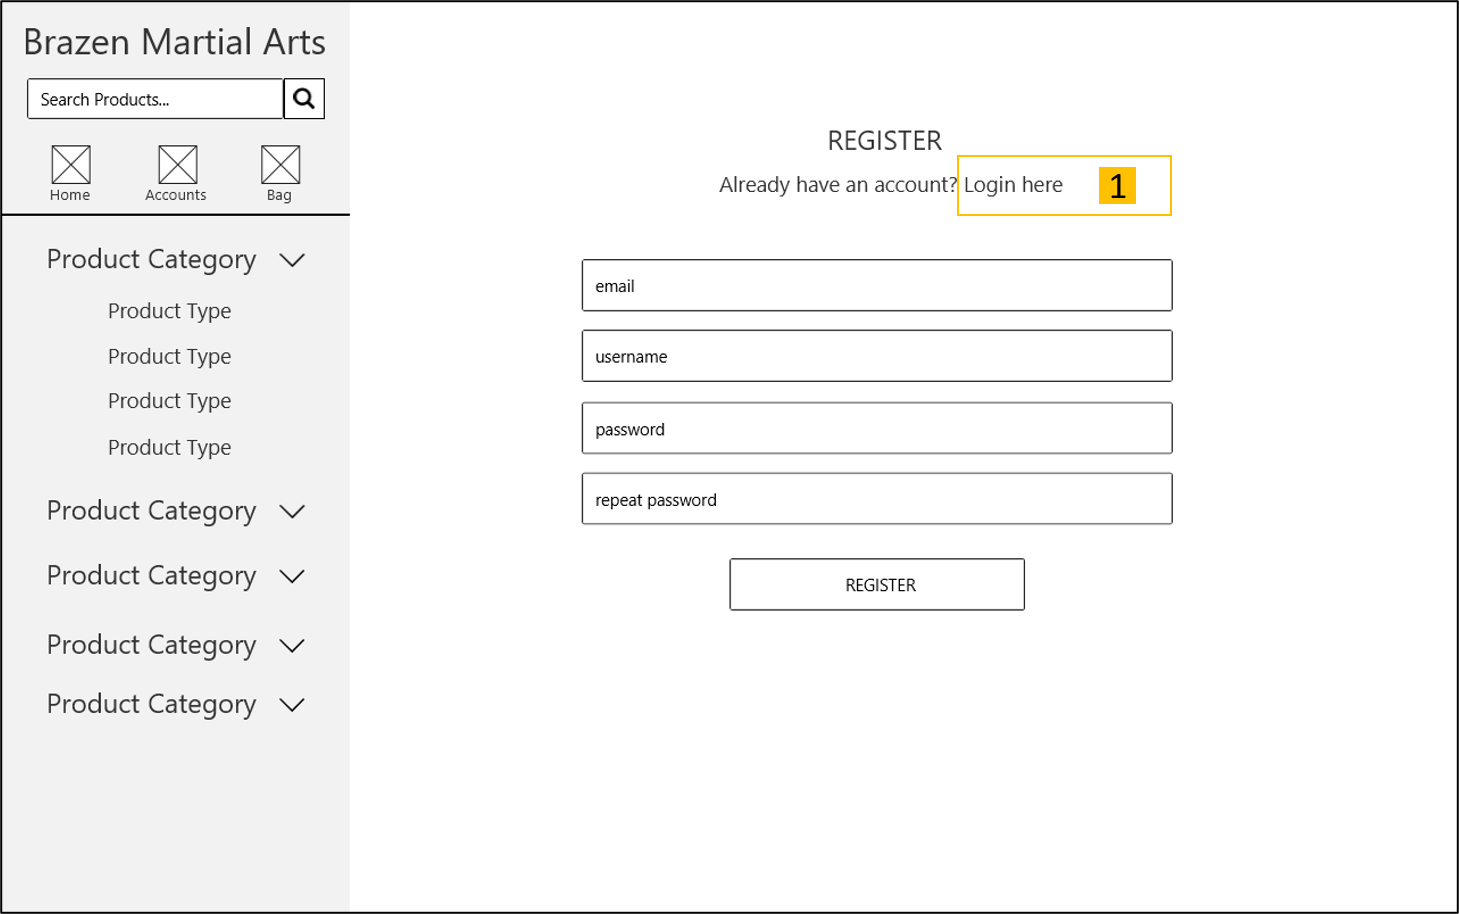 Brazen Martial Arts
Search Products...
Home Accounts Bag
Product Category
Product Type
Product Type
Product Type
Product Type
Product Category
Product Category
Product Category
Product Category
REGISTER
Already have an account? Login here 1
email
username
password
repeat password
REGISTER